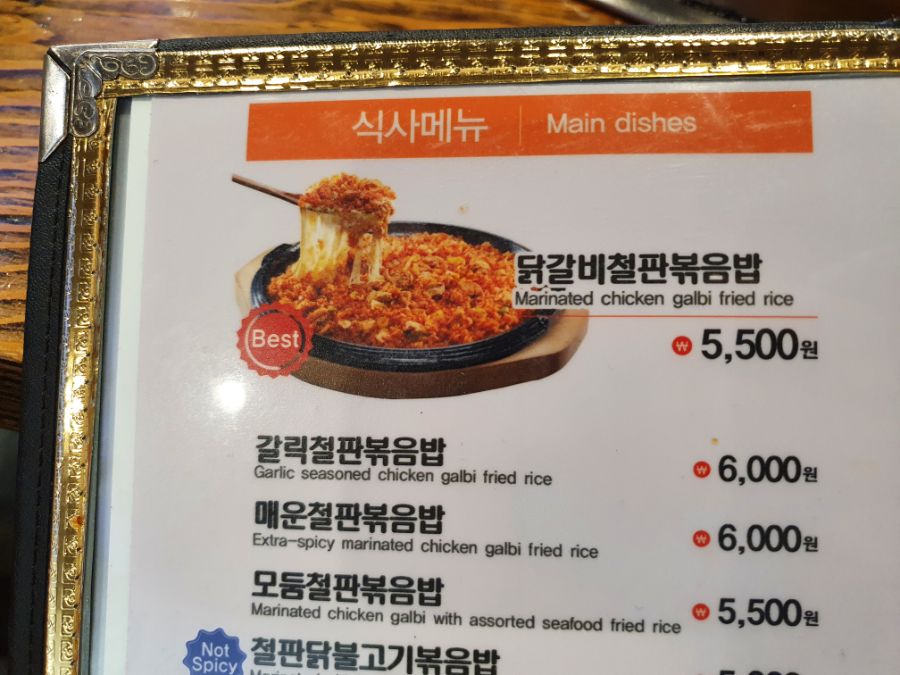 식사메뉴 Main dishes
닭갈비철판볶음밥
Marinated chicken galbi fried rice
Best
₩ 5,500원
갈릭철판볶음밥
Garlic seasoned chicken galbi fried rice
₩ 6,000원
매운철판볶음밥
Extra-spicy marinated chicken galbi fried rice
₩ 6,000원
모둠철판볶음밥
Marinated chicken galbi with assorted seafood fried rice
₩ 5,500원
Not
Spicy
철판닭불고기볶음밥